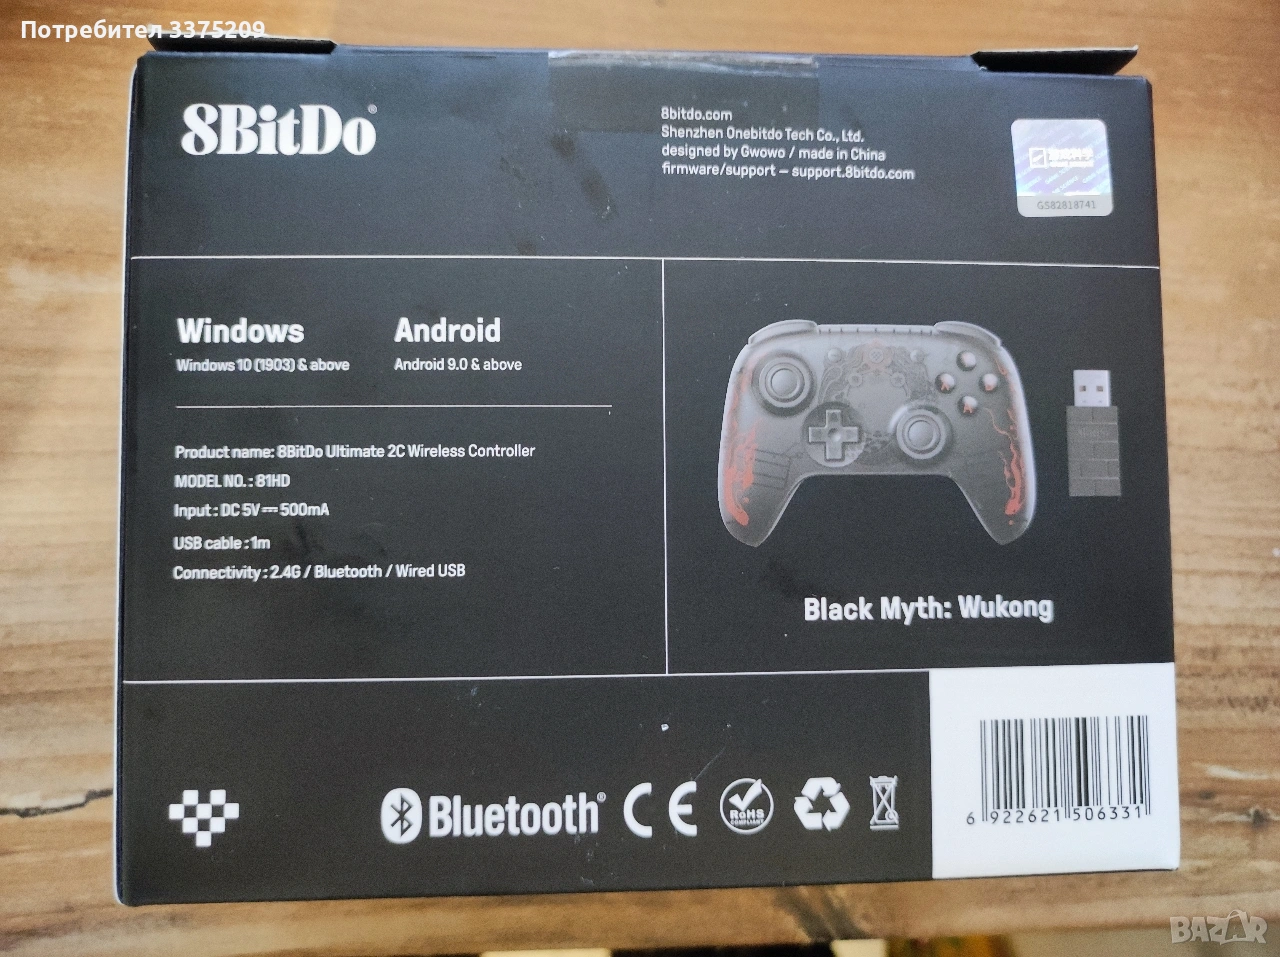 Потребител 3375209
8BitDo®
8bitdo.com
Shenzhen Onebitdo Tech Co., Ltd.
designed by Gwowo / made in China
firmware/support – support.8bitdo.com
GS82818741
Windows
Windows 10 (1903) & above
Android
Android 9.0 & above
Product name: 8BitDo Ultimate 2C Wireless Controller
MODEL NO.: 81HD
Input : DC 5V⎓500mA
USB cable : 1m
Connectivity : 2.4G / Bluetooth / Wired USB
Black Myth: Wukong
Bluetooth®
CE
RoHS
COMPLIANT
6 922621 506331
BAZAR